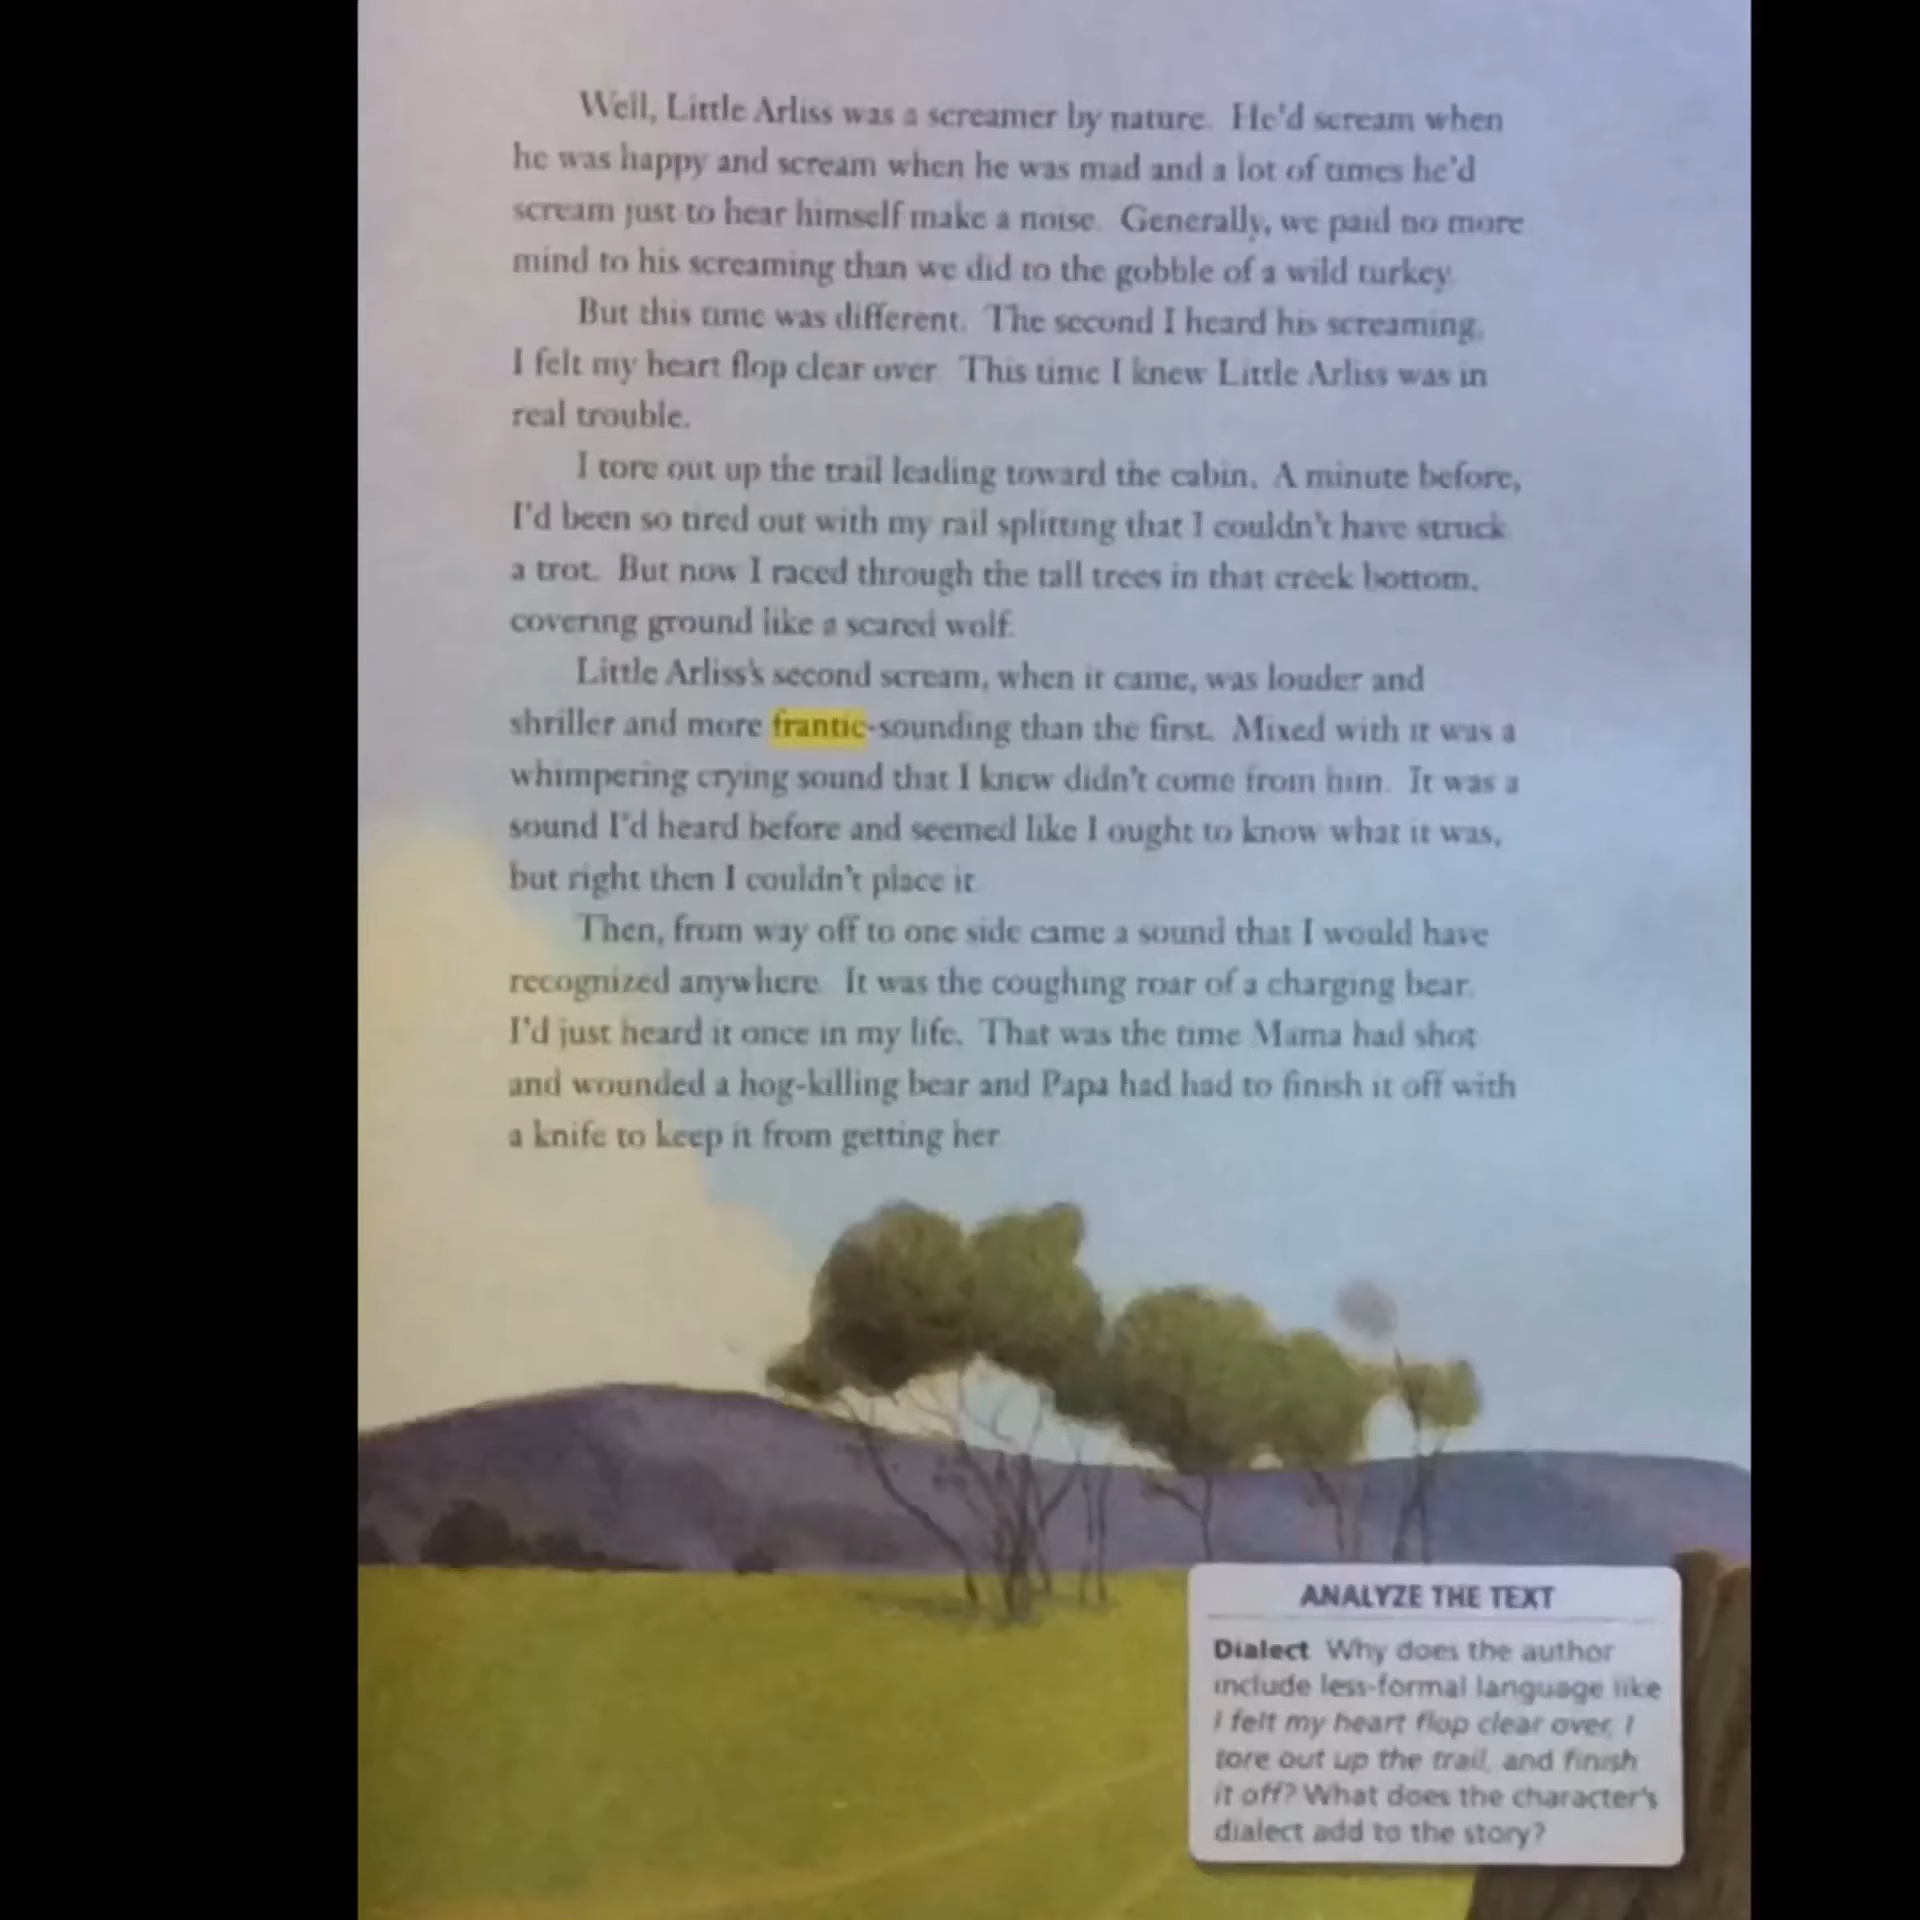 Well, Little Arliss was a screamer by nature. He'd scream when
he was happy and scream when he was mad and a lot of times he'd
scream just to hear himself make a noise. Generally, we paid no more
mind to his screaming than we did to the gobble of a wild turkey.
But this time was different. The second I heard his screaming,
I felt my heart flop clear over. This time I knew Little Arliss was in
real trouble.
I tore out up the trail leading toward the cabin. A minute before,
I'd been so tired out with my rail splitting that I couldn't have struck
a trot. But now I raced through the tall trees in that creek bottom,
covering ground like a scared wolf.
Little Arliss's second scream, when it came, was louder and
shriller and more frantic-sounding than the first. Mixed with it was a
whimpering crying sound that I knew didn't come from him. It was a
sound I'd heard before and seemed like I ought to know what it was,
but right then I couldn't place it.
Then, from way off to one side came a sound that I would have
recognized anywhere. It was the coughing roar of a charging bear.
I'd just heard it once in my life. That was the time Mama had shot
and wounded a hog-killing bear and Papa had had to finish it off with
a knife to keep it from getting her.
ANALYZE THE TEXT
Dialect Why does the author
include less-formal language like
I felt my heart flop clear over, I
tore out up the trail, and finish
it off? What does the character's
dialect add to the story?